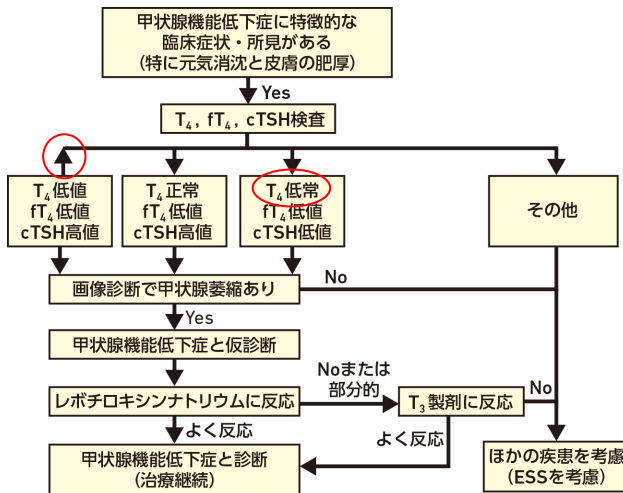 甲状腺機能低下症に特徴的な
臨床症状・所見がある
(特に元気消沈と皮膚の肥厚)
Yes
T₄, fT₄, cTSH検査
T₄低値
fT₄低値
cTSH高値
T₄正常
fT₄低値
cTSH高値
T₄低常
fT₄低値
cTSH低値
その他
画像診断で甲状腺萎縮あり
No
Yes
甲状腺機能低下症と仮診断
レボチロキシンナトリウムに反応
Noまたは
部分的
T₃製剤に反応
No
よく反応
よく反応
甲状腺機能低下症と診断
(治療継続)
ほかの疾患を考慮
(ESSを考慮)